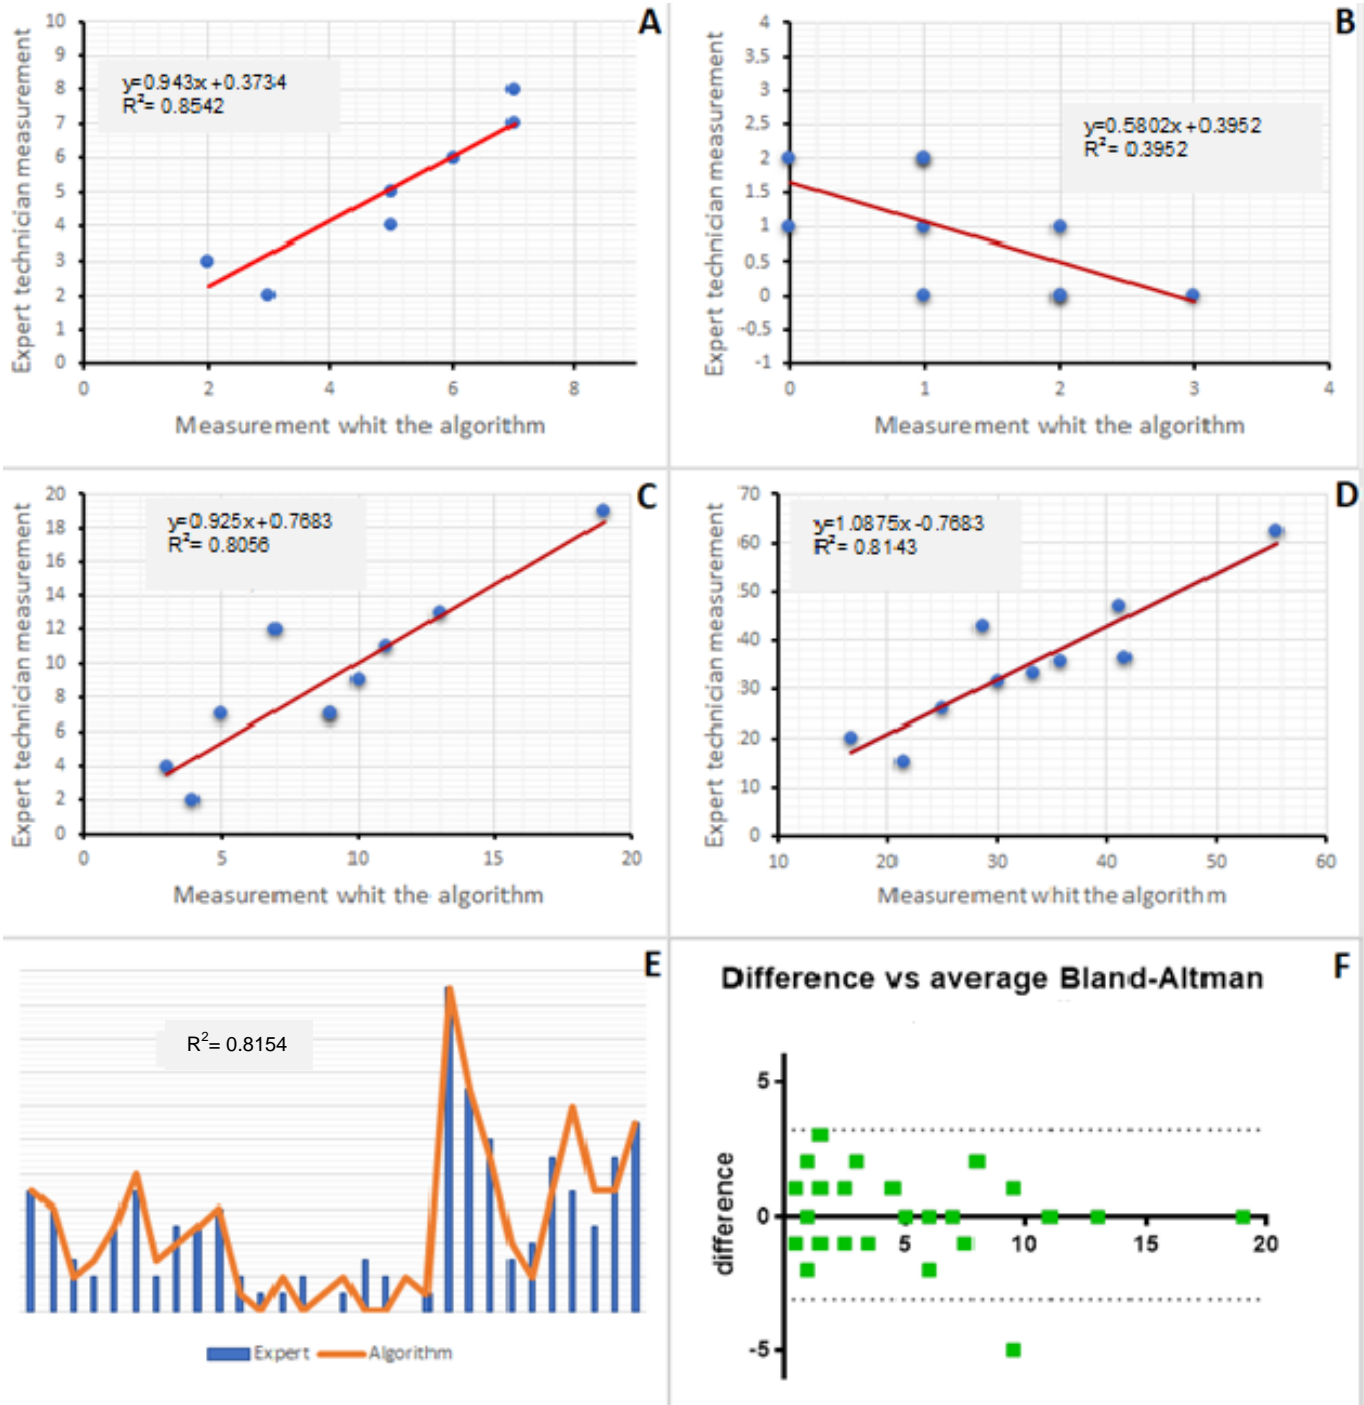 A
Expert technician measurement
10
9
8
7
6
5
4
3
2
1
0
y=0.943x+0.3734
R²= 0.8542
0 2 4 6 8
Measurement whit the algorithm
B
Expert technician measurement
4
3.5
3
2.5
2
1.5
1
0.5
0
-0.5
-1
y=0.5802x+0.3952
R²= 0.3952
0 1 2 3 4
Measurement whit the algorithm
C
Expert technician measurement
20
18
16
14
12
10
8
6
4
2
0
y=0.925x+0.7683
R²= 0.8056
0 5 10 15 20
Measurement whit the algorithm
D
Expert technician measurement
70
60
50
40
30
20
10
0
y=1.0875x-0.7683
R²= 0.8143
10 20 30 40 50 60
Measurement whit the algorithm
E
R²= 0.8154
Expert Algorithm
F
Difference vs average Bland-Altman
difference
5
0
-5
5 10 15 20